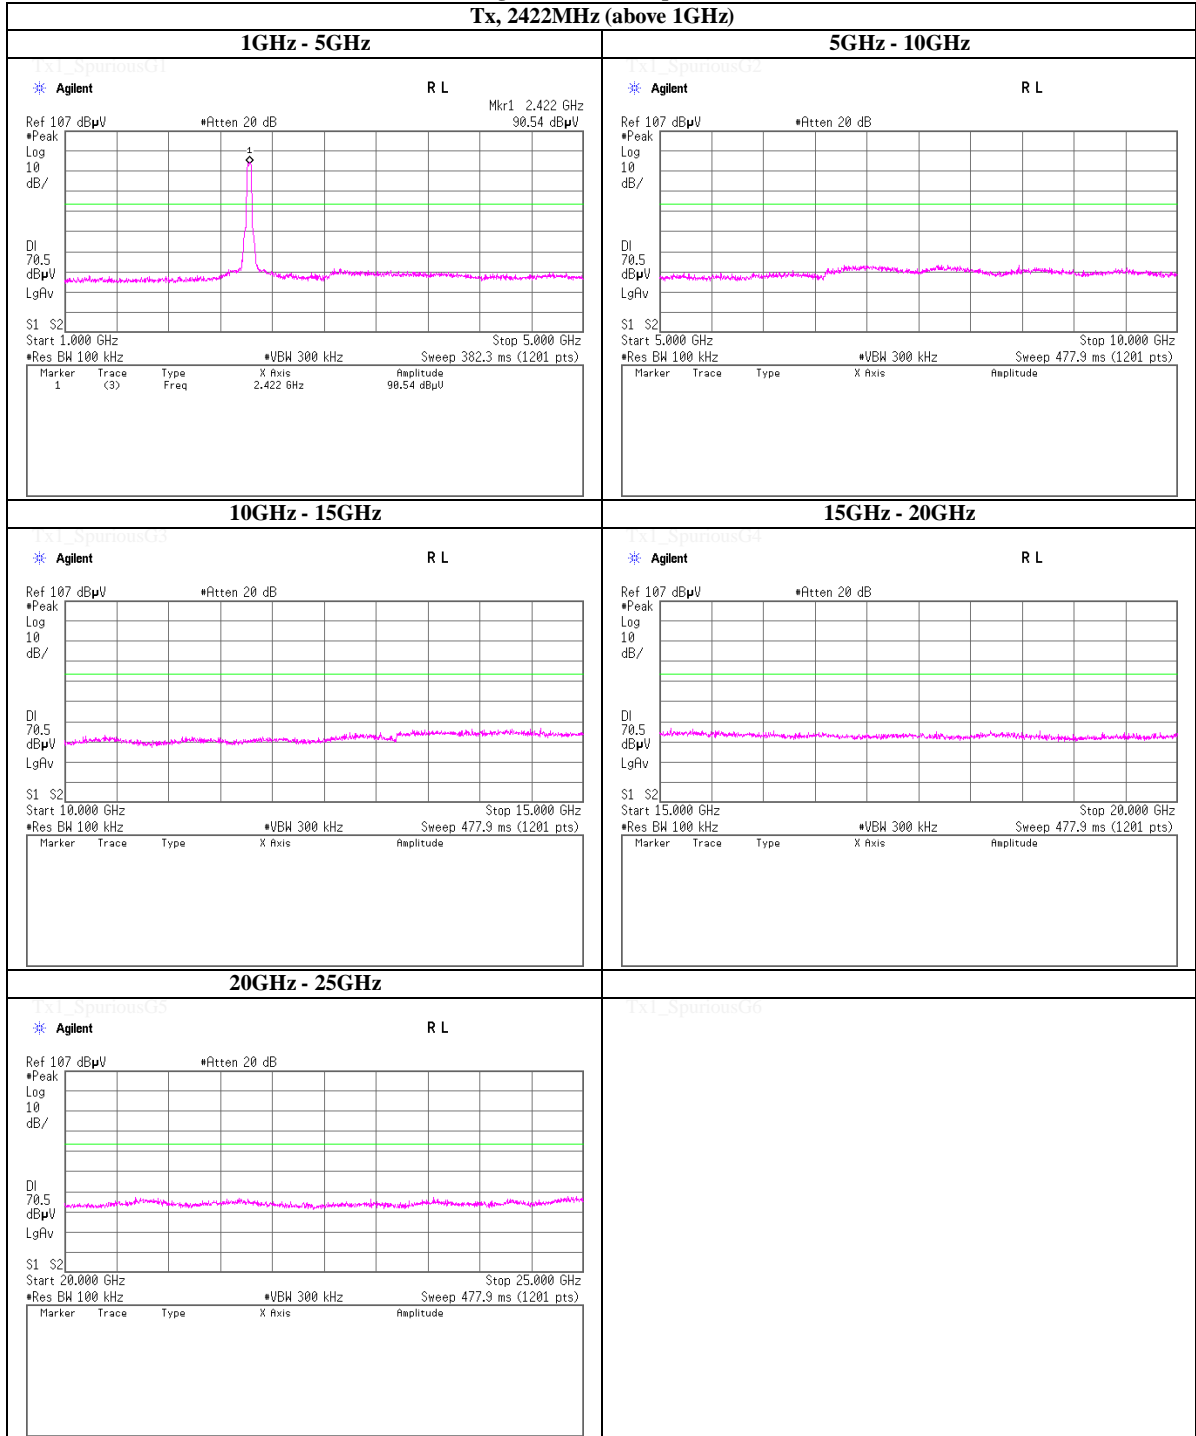 Tx, 2422MHz (above 1GHz)
1GHz - 5GHz
Tx1_SpuriousG1
Agilent
R L
Mkr1 2.422 GHz
Ref 107 dBµV
#Atten 20 dB
90.54 dBµV
#Peak
Log
10
dB/
1
DI
70.5
dBµV
LgAv
S1 S2
Start 1.000 GHz
Stop 5.000 GHz
#Res BW 100 kHz
#VBW 300 kHz
Sweep 382.3 ms (1201 pts)
Marker Trace Type X Axis Amplitude
1 (3) Freq 2.422 GHz 90.54 dBµV
5GHz - 10GHz
Tx1_SpuriousG2
Agilent
R L
Ref 107 dBµV
#Atten 20 dB
#Peak
Log
10
dB/
DI
70.5
dBµV
LgAv
S1 S2
Start 5.000 GHz
Stop 10.000 GHz
#Res BW 100 kHz
#VBW 300 kHz
Sweep 477.9 ms (1201 pts)
Marker Trace Type X Axis Amplitude
10GHz - 15GHz
Tx1_SpuriousG3
Agilent
R L
Ref 107 dBµV
#Atten 20 dB
#Peak
Log
10
dB/
DI
70.5
dBµV
LgAv
S1 S2
Start 10.000 GHz
Stop 15.000 GHz
#Res BW 100 kHz
#VBW 300 kHz
Sweep 477.9 ms (1201 pts)
Marker Trace Type X Axis Amplitude
15GHz - 20GHz
Tx1_SpuriousG4
Agilent
R L
Ref 107 dBµV
#Atten 20 dB
#Peak
Log
10
dB/
DI
70.5
dBµV
LgAv
S1 S2
Start 15.000 GHz
Stop 20.000 GHz
#Res BW 100 kHz
#VBW 300 kHz
Sweep 477.9 ms (1201 pts)
Marker Trace Type X Axis Amplitude
20GHz - 25GHz
Tx1_SpuriousG5
Agilent
R L
Ref 107 dBµV
#Atten 20 dB
#Peak
Log
10
dB/
DI
70.5
dBµV
LgAv
S1 S2
Start 20.000 GHz
Stop 25.000 GHz
#Res BW 100 kHz
#VBW 300 kHz
Sweep 477.9 ms (1201 pts)
Marker Trace Type X Axis Amplitude
Tx1_SpuriousG6